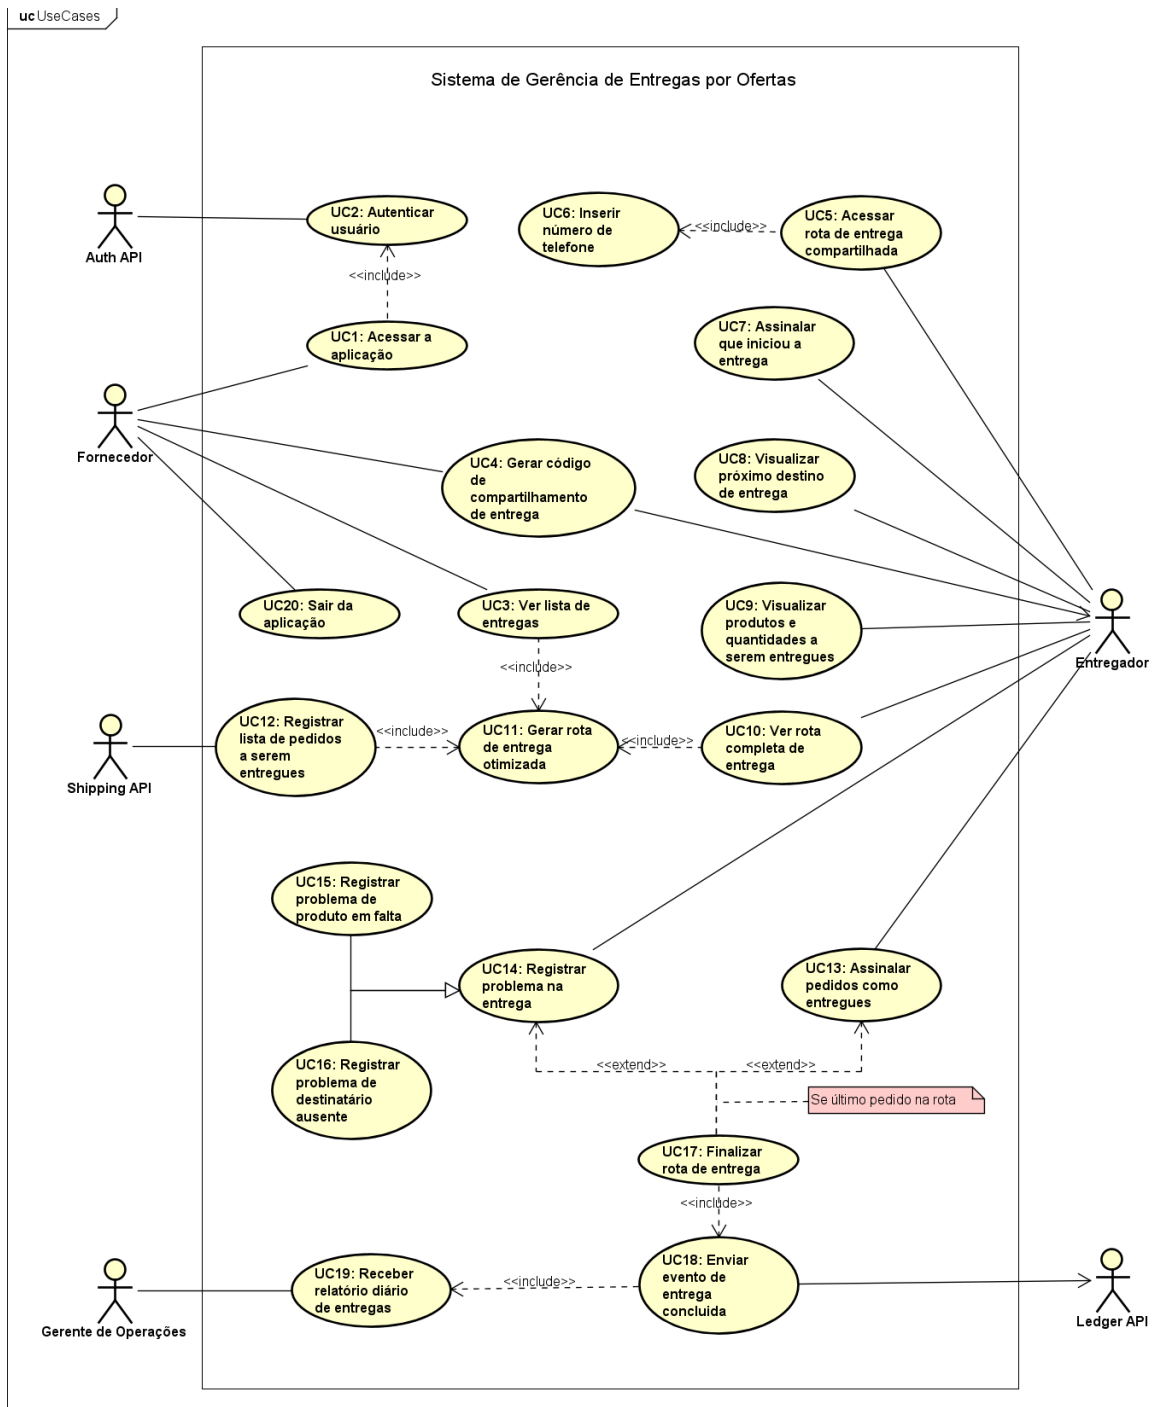 uc UseCases
Sistema de Gerência de Entregas por Ofertas
Auth API
UC2: Autenticar
usuário
<<include>>
UC1: Acessar a
aplicação
UC6: Inserir
número de
telefone
<<include>>
UC5: Acessar
rota de entrega
compartilhada
UC7: Assinalar
que iniciou a
entrega
Fornecedor
UC4: Gerar código
de
compartilhamento
de entrega
UC8: Visualizar
próximo destino
de entrega
UC20: Sair da
aplicação
UC3: Ver lista de
entregas
<<include>>
UC9: Visualizar
produtos e
quantidades a
serem entregues
Entregador
Shipping API
UC12: Registrar
lista de pedidos
a serem
entregues
<<include>>
UC11: Gerar rota
de entrega
otimizada
<<include>>
UC10: Ver rota
completa de
entrega
UC15: Registrar
problema de
produto em falta
UC14: Registrar
problema na
entrega
UC13: Assinalar
pedidos como
entregues
UC16: Registrar
problema de
destinatário
ausente
<<extend>>
<<extend>>
Se último pedido na rota
UC17: Finalizar
rota de entrega
<<include>>
Gerente de Operações
UC19: Receber
relatório diário
de entregas
<<include>>
UC18: Enviar
evento de
entrega
concluida
Ledger API